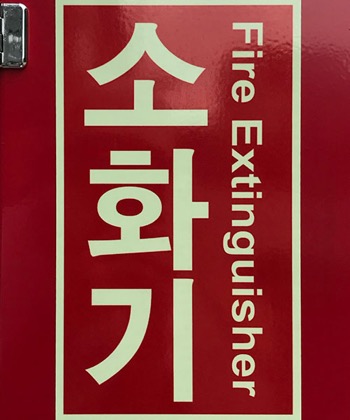 소화기
Fire Extinguisher